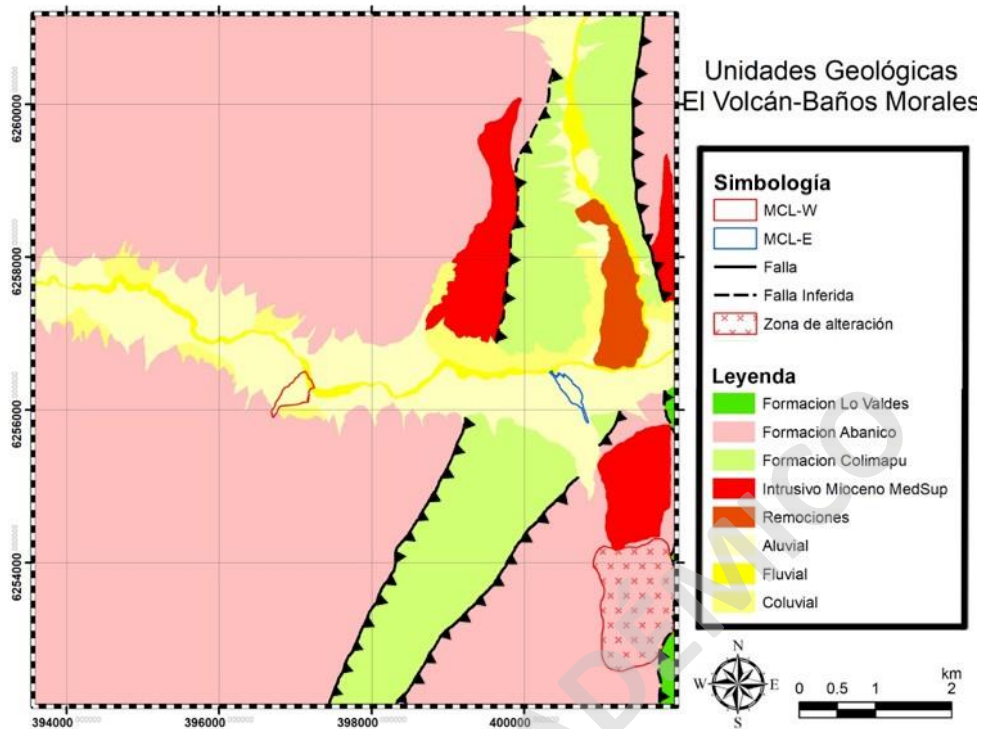 Unidades Geológicas
El Volcán-Baños Morales
Simbología
MCL-W
MCL-E
Falla
Falla Inferida
Zona de alteración
Leyenda
Formacion Lo Valdes
Formacion Abanico
Formacion Colimapu
Intrusivo Mioceno MedSup
Remociones
Aluvial
Fluvial
Coluvial
N
W E
S
km
0 0.5 1 2
6260000
6258000
6256000
6254000
394000 396000 398000 400000